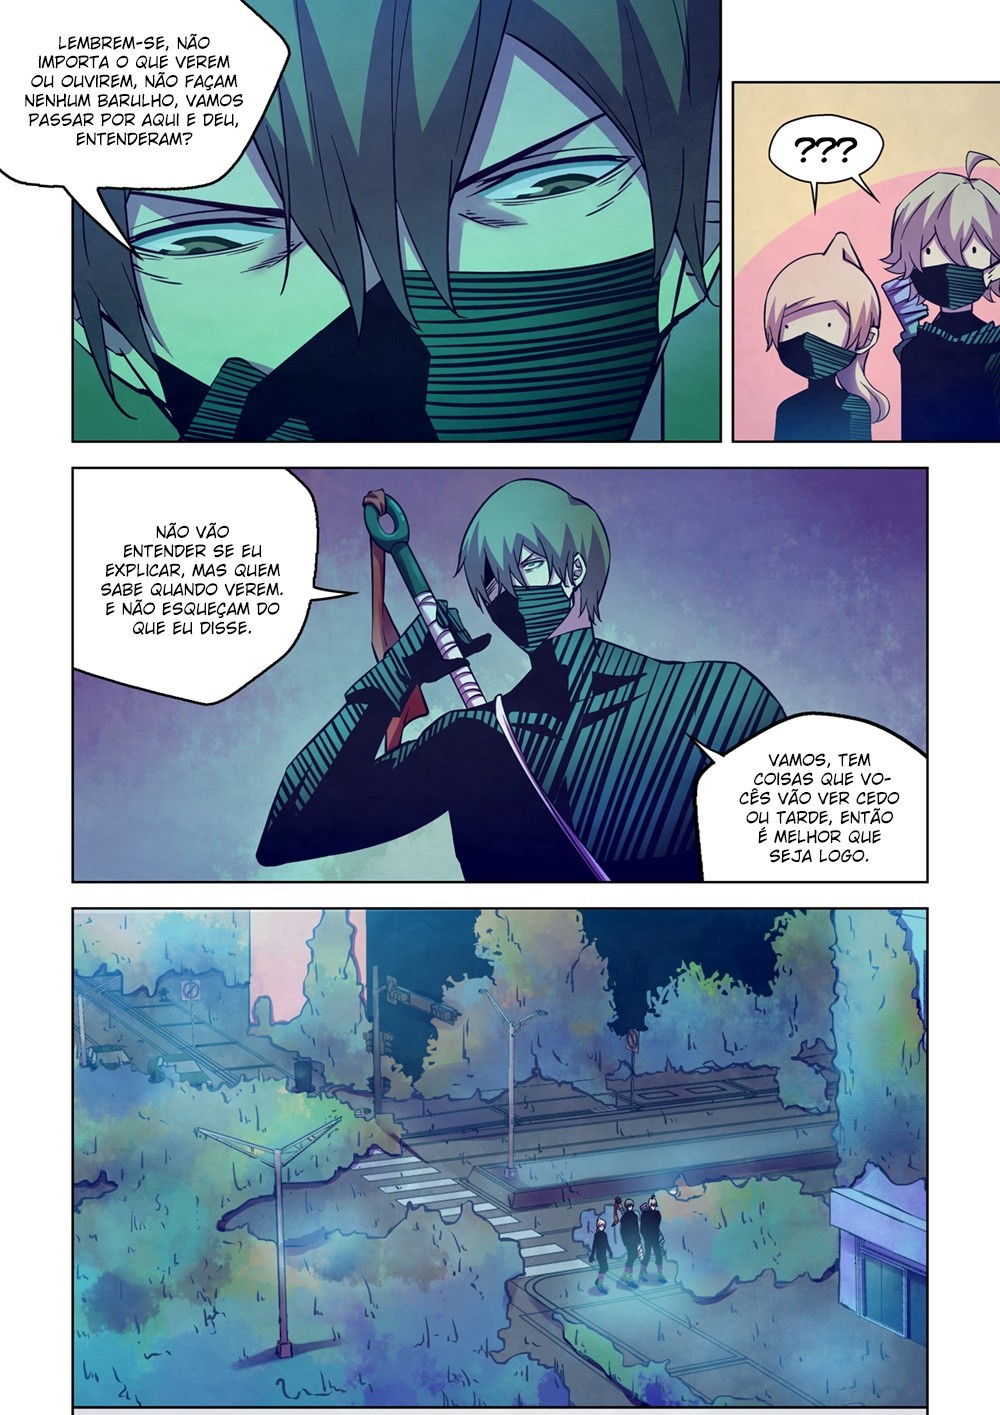 LEMBREM-SE, NÃO
IMPORTA O QUE VEREM
OU OUVIREM, NÃO FAÇAM
NENHUM BARULHO, VAMOS
PASSAR POR AQUI E DEU,
ENTENDERAM?
???
NÃO VÃO
ENTENDER SE EU
EXPLICAR, MAS QUEM
SABE QUANDO VEREM.
E NÃO ESQUEÇAM DO
QUE EU DISSE.
VAMOS, TEM
COISAS QUE VO-
CÊS VÃO VER CEDO
OU TARDE, ENTÃO
É MELHOR QUE
SEJA LOGO.